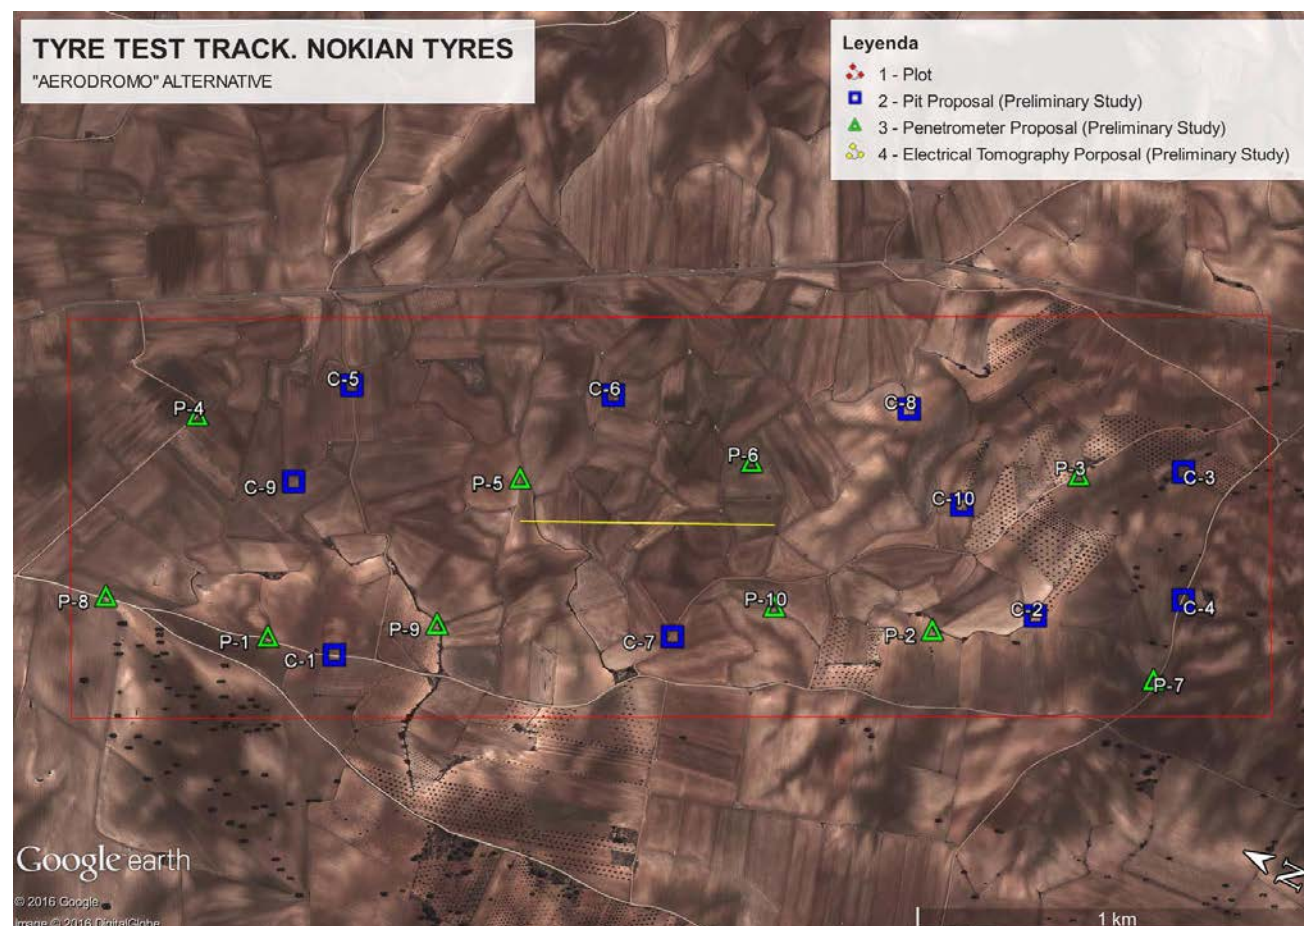 TYRE TEST TRACK. NOKIAN TYRES
"AERODROMO" ALTERNATIVE
Leyenda
1 - Plot
2 - Pit Proposal (Preliminary Study)
3 - Penetrometer Proposal (Preliminary Study)
4 - Electrical Tomography Porposal (Preliminary Study)
C-5
C-6
C-8
P-4
P-6
P-3
C-3
C-9
P-5
C-10
P-8
P-10
C-2
C-4
P-1
P-9
C-7
P-2
C-1
P-7
Google earth
N
© 2016 Google
Image © 2016 DigitalGlobe
1 km